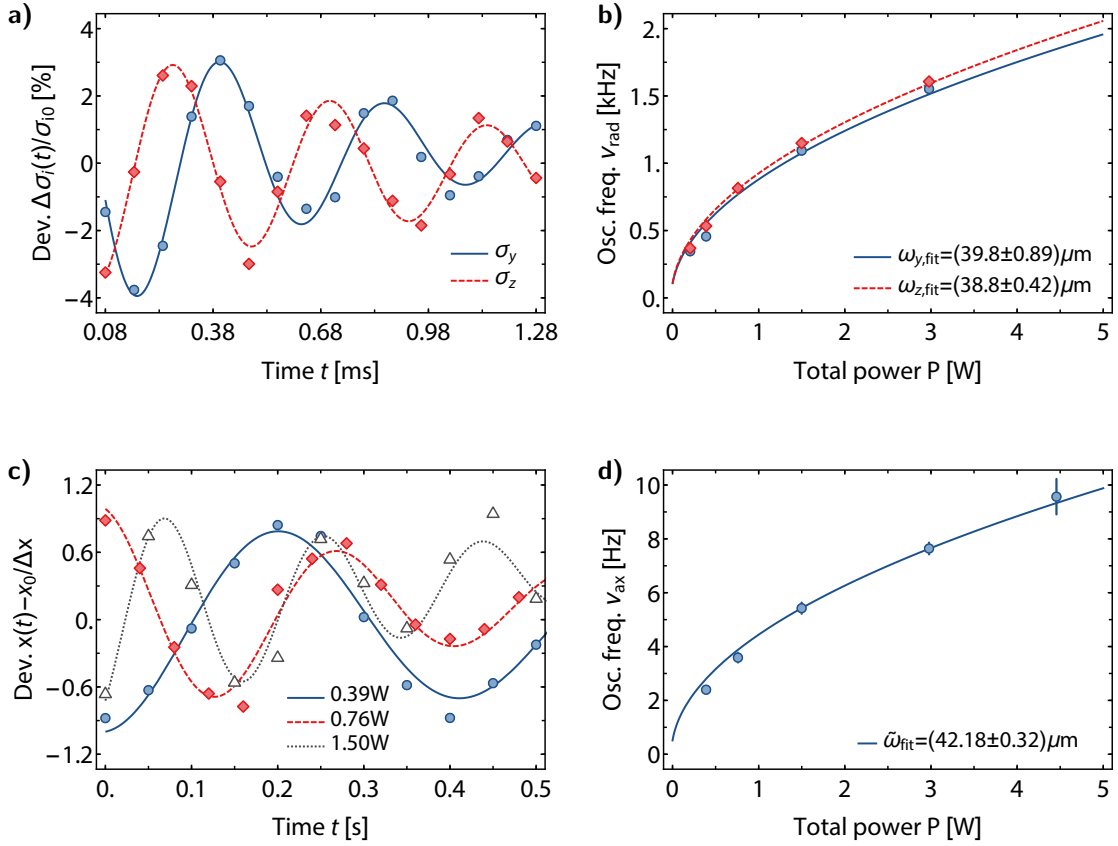 a)
Dev. Δσi(t)/σi0 [%]
4
2
0
−2
−4
σy
σz
0.08 0.38 0.68 0.98 1.28
Time t [ms]
b)
Osc. freq. νrad [kHz]
2.
1.5
1.
0.5
0.
ωy,fit=(39.8±0.89)μm
ωz,fit=(38.8±0.42)μm
0 1 2 3 4 5
Total power P [W]
c)
Dev. x(t)−x0/Δx
1.2
0.6
0.
−0.6
−1.2
0.39W
0.76W
1.50W
0. 0.1 0.2 0.3 0.4 0.5
Time t [s]
d)
Osc. freq. νax [Hz]
10
8
6
4
2
0
ω̃fit=(42.18±0.32)μm
0 1 2 3 4 5
Total power P [W]